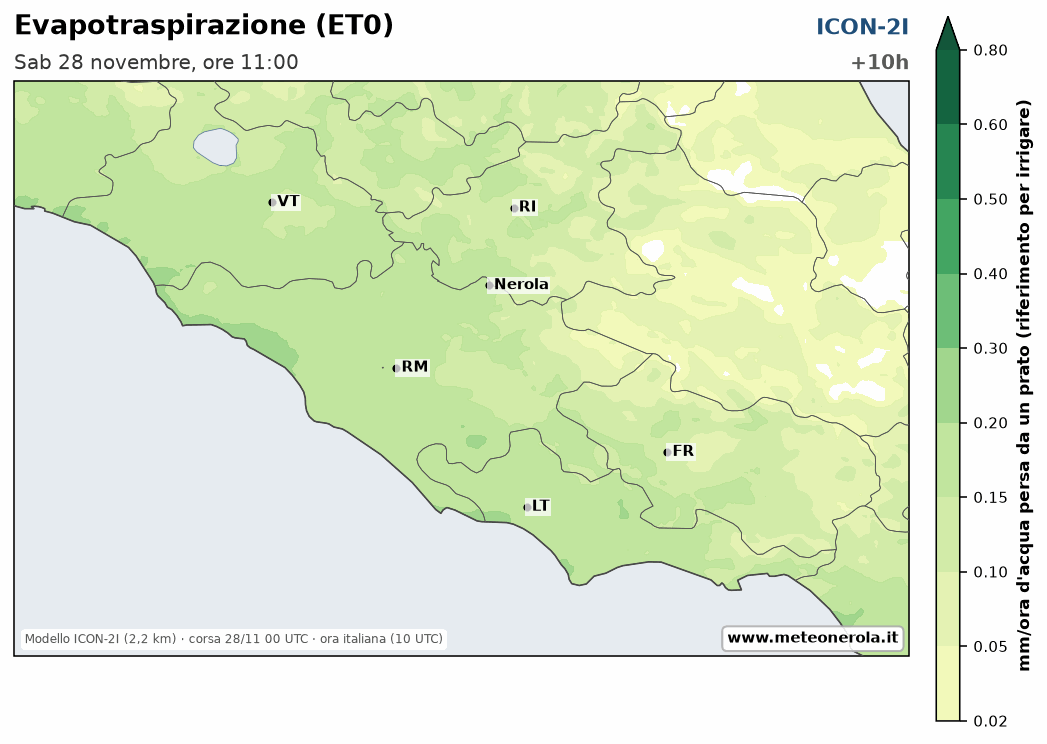 Evapotraspirazione (ET0)
ICON-2I
Sab 28 novembre, ore 11:00
+10h
VT
RI
Nerola
RM
FR
LT
Modello ICON-2I (2,2 km) · corsa 28/11 00 UTC · ora italiana (10 UTC)
www.meteonerola.it
0.80
0.60
0.50
0.40
0.30
0.20
0.15
0.10
0.05
0.02
mm/ora d'acqua persa da un prato (riferimento per irrigare)